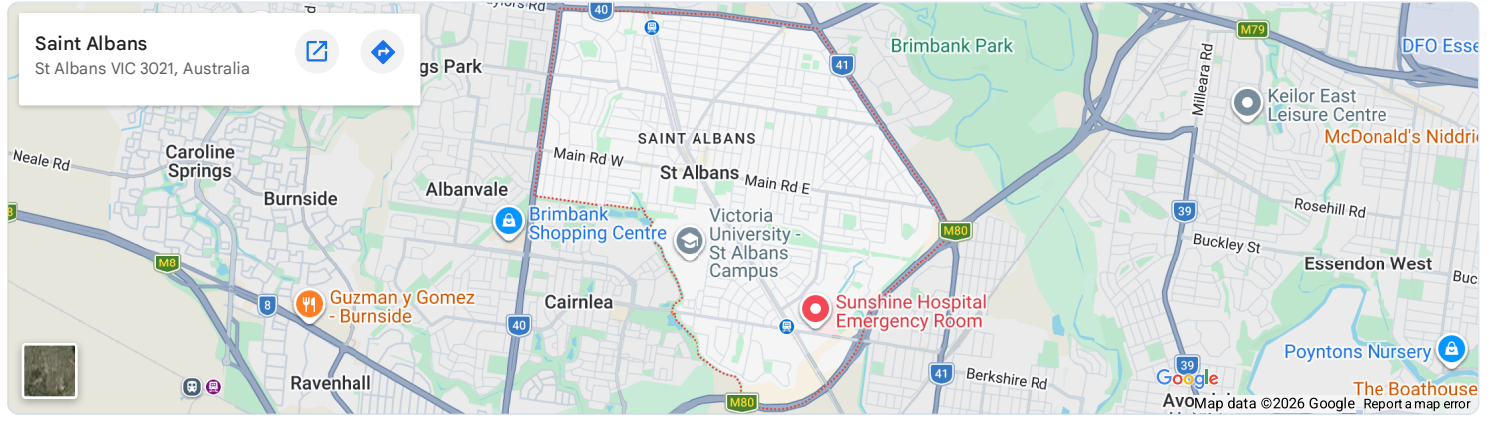 Saint Albans
St Albans VIC 3021, Australia
40
M79
DFO Esse
Brimbank Park
gs Park
41
Milleara Rd
Keilor East
Leisure Centre
McDonald's Niddrie
SAINT ALBANS
Neale Rd
Caroline
Springs
Main Rd W
St Albans
Main Rd E
Albanvale
Burnside
Rosehill Rd
39
Brimbank
Shopping Centre
Victoria
University -
St Albans
Campus
M80
Buckley St
Essendon West
Buc
M8
8
Guzman y Gomez
- Burnside
Cairnlea
Sunshine Hospital
Emergency Room
40
Poyntons Nursery
39
41
Berkshire Rd
Ravenhall
Google
The Boathouse
M80
Avo
Map data ©2026 Google
Report a map error